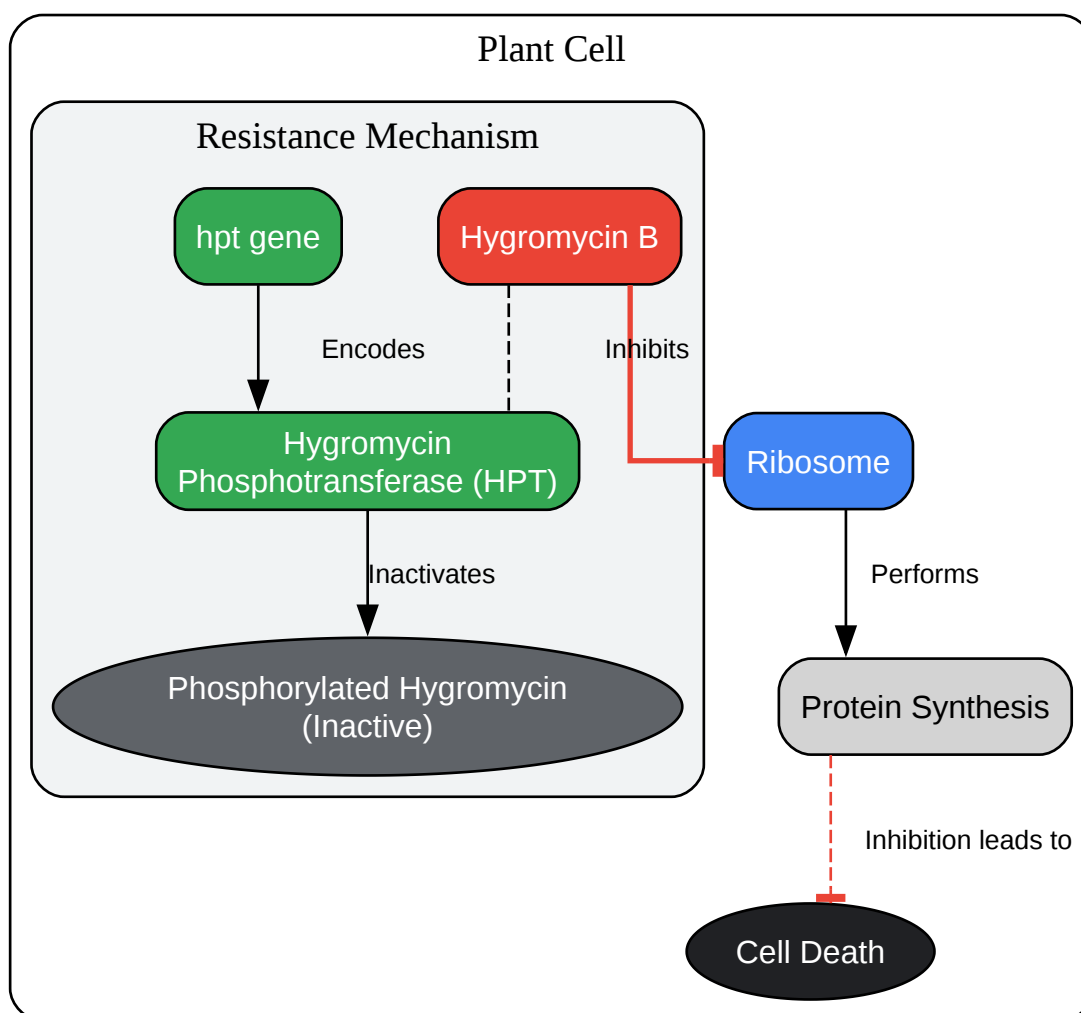 Plant Cell
Resistance Mechanism
hpt gene
Hygromycin B
Encodes
Inhibits
Hygromycin
Phosphotransferase (HPT)
Ribosome
Inactivates
Performs
Phosphorylated Hygromycin
(Inactive)
Protein Synthesis
Inhibition leads to
Cell Death